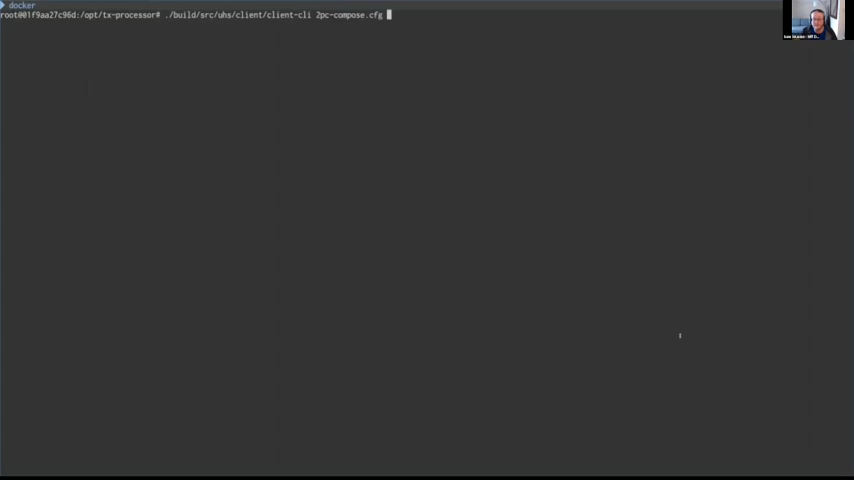 docker
root@01f9aa27c96d:/opt/tx-processor# ./build/src/uhs/client/client-cli 2pc-compose.cfg